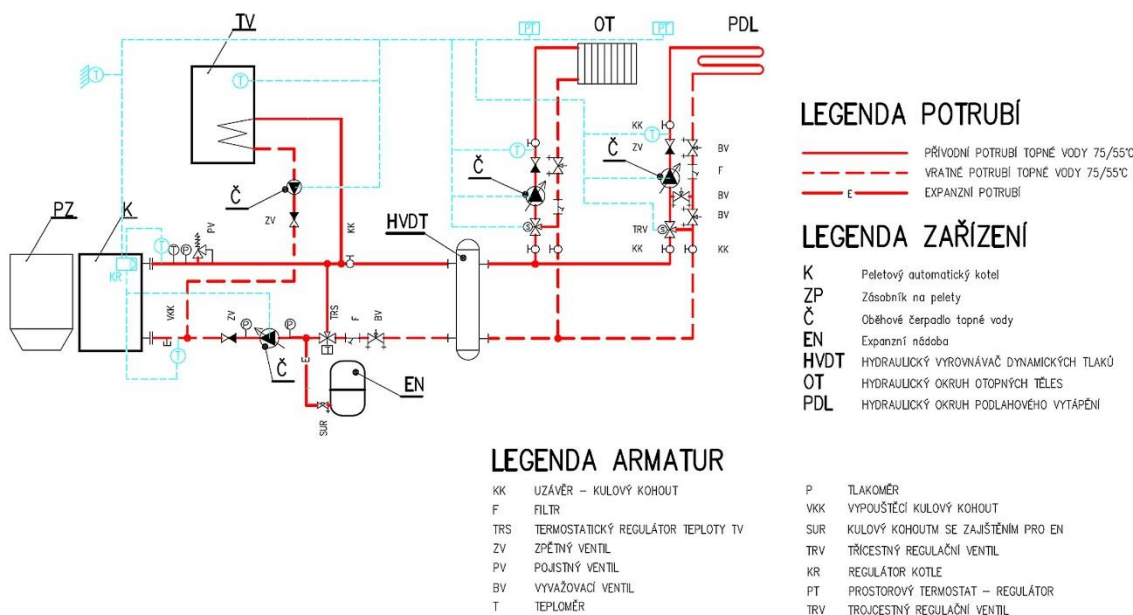 PT
OT
PT
PDL
TV
T
T
KK
T
T
BV
ZV
Č
F
Č
Č
BV
ZV
BV
S
TRV
S
PZ
K
PV
KK
HVDT
KK
KK
T
T
P
KR
VKK
ZV
P
P
TRS
F
BV
E
T
T
Č
E
EN
SUR
LEGENDA POTRUBÍ
PŘÍVODNÍ POTRUBÍ TOPNÉ VODY 75/55°C
VRATNÉ POTRUBÍ TOPNÉ VODY 75/55°C
E EXPANZNÍ POTRUBÍ
LEGENDA ZAŘÍZENÍ
K Peletový automatický kotel
ZP Zásobník na pelety
Č Oběhové čerpadlo topné vody
EN Expanzní nádoba
HVDT HYDRAULICKÝ VYROVNÁVAČ DYNAMICKÝCH TLAKŮ
OT HYDRAULICKÝ OKRUH OTOPNÝCH TĚLES
PDL HYDRAULICKÝ OKRUH PODLAHOVÉHO VYTÁPĚNÍ
LEGENDA ARMATUR
KK UZÁVĚR – KULOVÝ KOHOUT
F FILTR
TRS TERMOSTATICKÝ REGULÁTOR TEPLOTY TV
ZV ZPĚTNÝ VENTIL
PV POJISTNÝ VENTIL
BV VYVAŽOVACÍ VENTIL
T TEPLOMĚR
P TLAKOMĚR
VKK VYPOUŠTĚCÍ KULOVÝ KOHOUT
SUR KULOVÝ KOHOUTM SE ZAJIŠTĚNÍM PRO EN
TRV TŘÍCESTNÝ REGULAČNÍ VENTIL
KR REGULÁTOR KOTLE
PT PROSTOROVÝ TERMOSTAT – REGULÁTOR
TRV TROJCESTNÝ REGULAČNÍ VENTIL